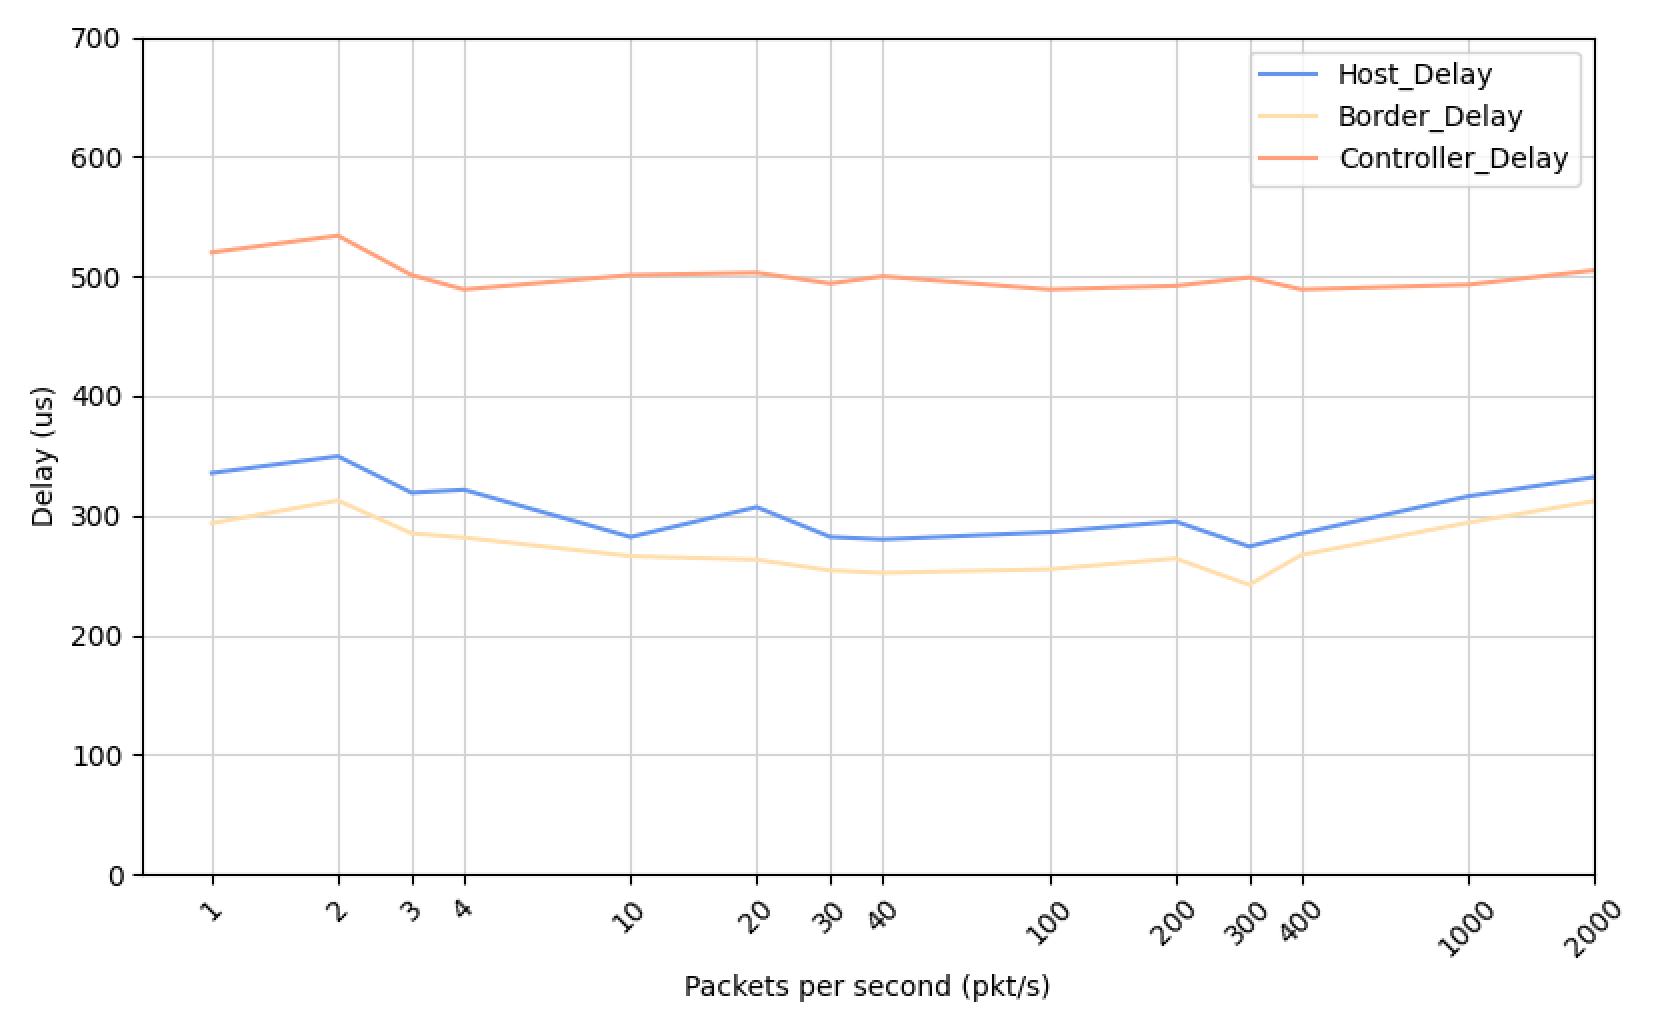 700
600
500
400
300
200
100
0
Delay (us)
Host_Delay
Border_Delay
Controller_Delay
1 2 3 4 10 20 30 40 100 200 300 400 1000 2000
Packets per second (pkt/s)